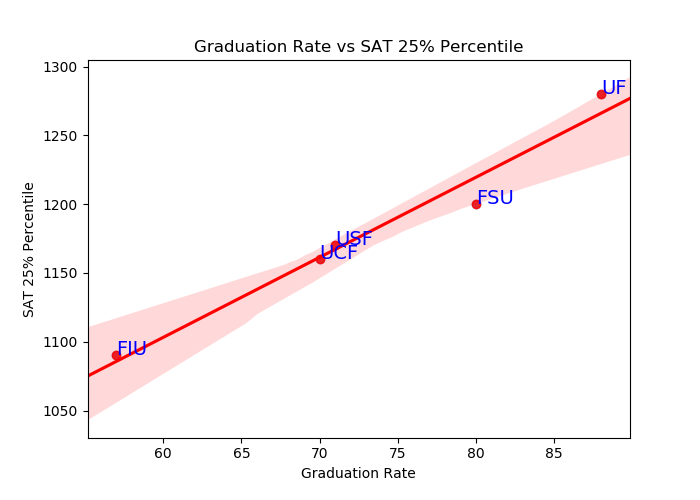 Graduation Rate vs SAT 25% Percentile
1300
1250
1200
1150
1100
1050
SAT 25% Percentile
UF
FSU
USF
UCF
FIU
60 65 70 75 80 85
Graduation Rate